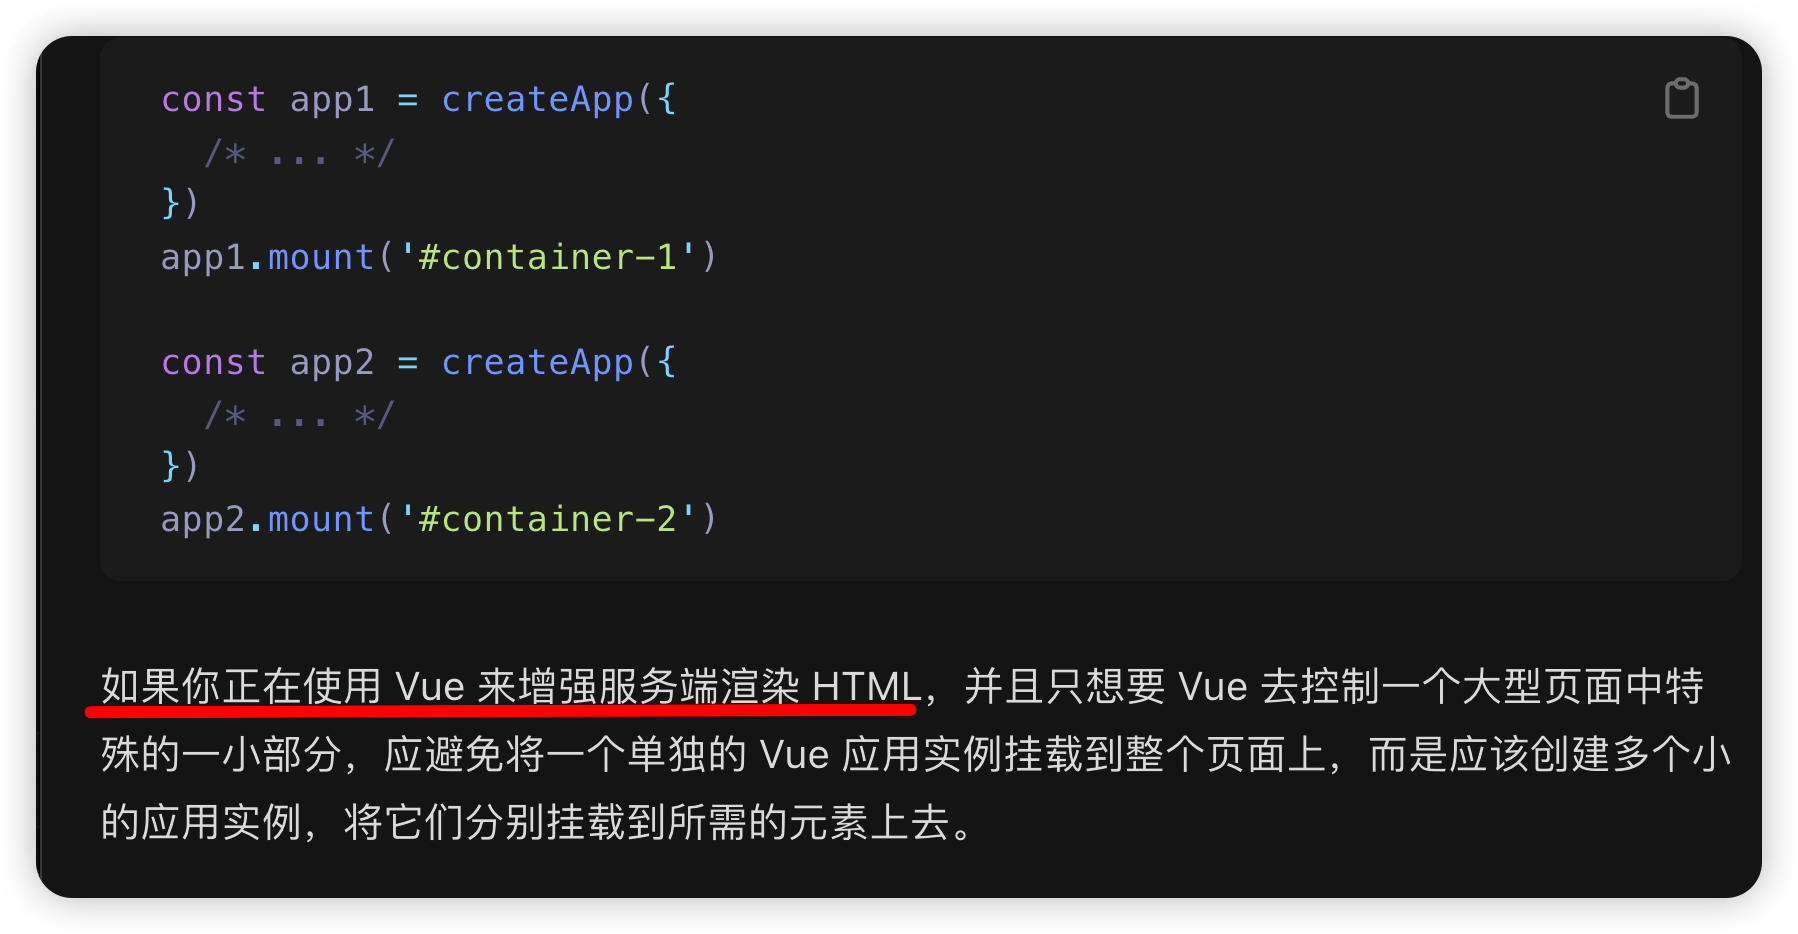 const app1 = createApp({
  /* ... */
})
app1.mount('#container-1')

const app2 = createApp({
  /* ... */
})
app2.mount('#container-2')

如果你正在使用 Vue 来增强服务端渲染 HTML，并且只想要 Vue 去控制一个大型页面中特
殊的一小部分，应避免将一个单独的 Vue 应用实例挂载到整个页面上，而是应该创建多个小
的应用实例，将它们分别挂载到所需的元素上去。